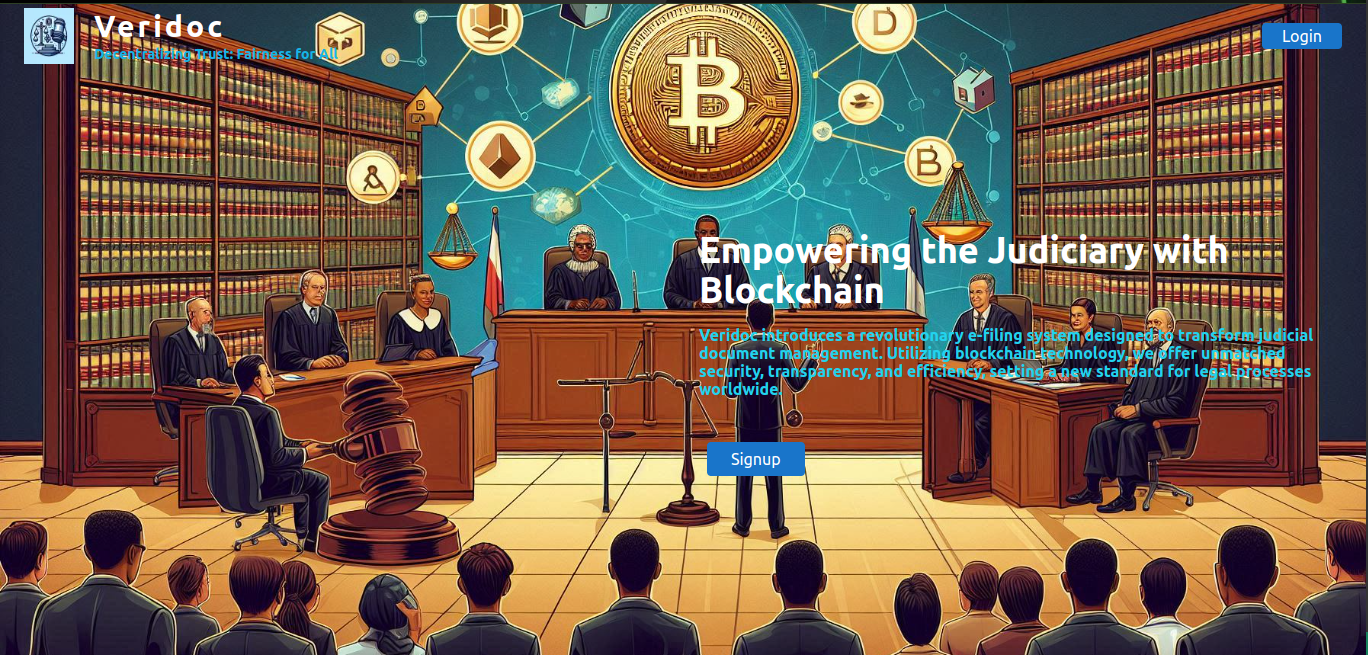 Veridoc
Decentralizing Trust: Fairness for All
Login
Empowering the Judiciary with
Blockchain
Veridoc introduces a revolutionary e-filing system designed to transform judicial
document management. Utilizing blockchain technology, we offer unmatched
security, transparency, and efficiency, setting a new standard for legal processes
worldwide.
Signup